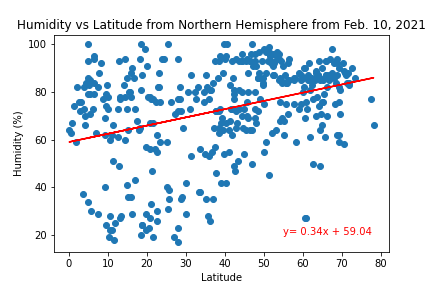 Humidity vs Latitude from Northern Hemisphere from Feb. 10, 2021
Humidity (%)
100
80
60
40
20
y= 0.34x + 59.04
0 10 20 30 40 50 60 70 80
Latitude